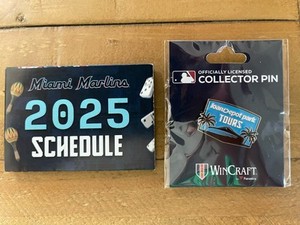 Miami Marlins
2025
SCHEDULE
OFFICIALLY LICENSED
COLLECTOR PIN
loanDepot park
TOURS
WINCRAFT